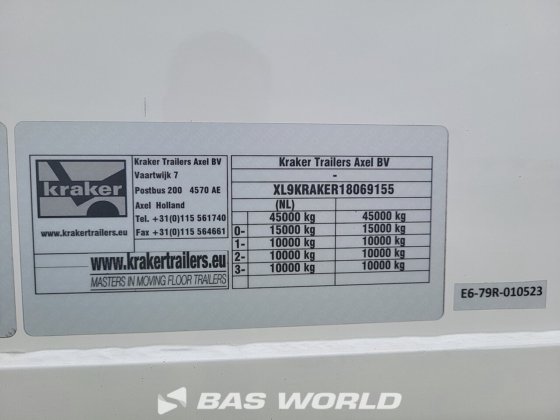 kraker
www.krakertrailers.eu
Kraker Trailers Axel BV
Vaartwijk 7
Postbus 200 4570 AE
Axel Holland
Tel. +31(0)115 561740
Fax +31(0)115 564661
www.krakertrailers.eu
MASTERS IN MOVING FLOOR TRAILERS
Kraker Trailers Axel BV
-
XL9KRAKER18069155
(NL)
45000 kg 45000 kg
0- 15000 kg 15000 kg
1- 10000 kg 10000 kg
2- 10000 kg 10000 kg
3- 10000 kg 10000 kg
E6-79R-010523
BAS WORLD